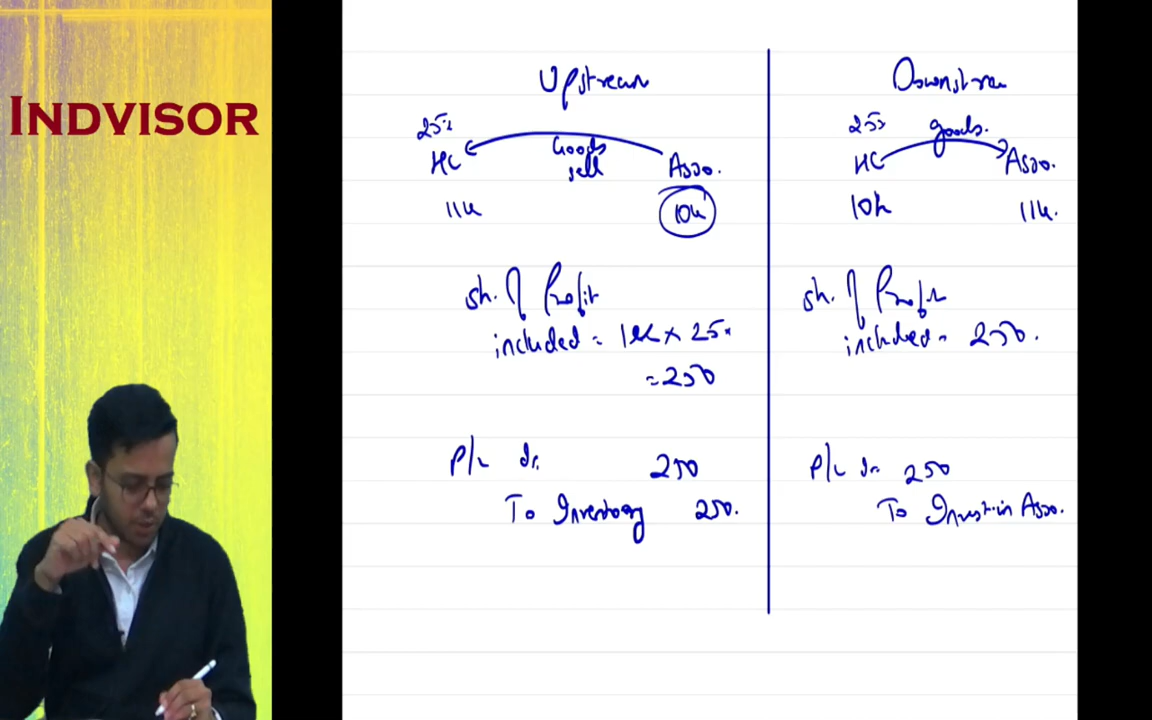 INDVISOR
Upstream
25%
HC Goods sell Asso.
11k 10k
sh. of Profit
included = 1k x 25%
= 250
P/L dr. 250
To Inventory 250.
Downstream
25% goods.
HC Asso.
10k 11k.
sh. of Profit
included = 250.
P/L dr 250
To Invest. in Asso.